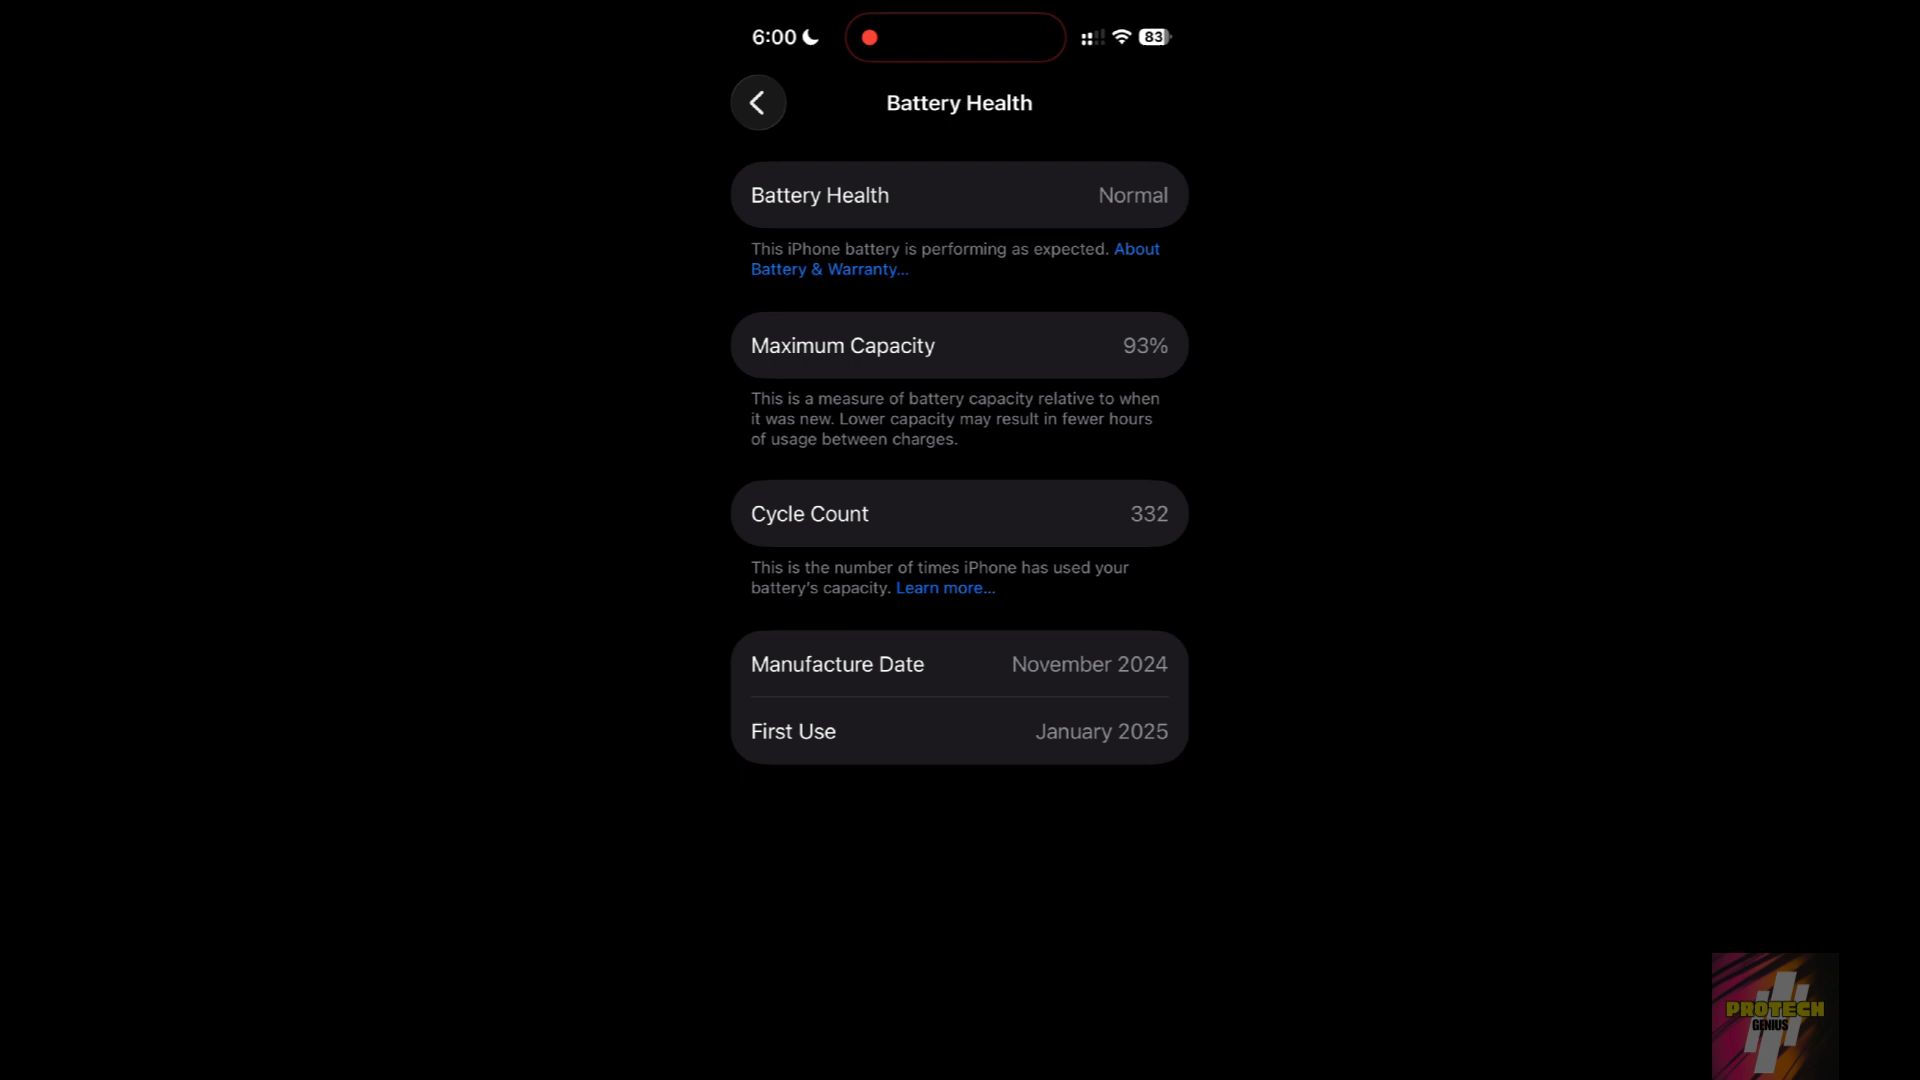 6:00
83
Battery Health
Battery Health Normal
This iPhone battery is performing as expected. About
Battery & Warranty...
Maximum Capacity 93%
This is a measure of battery capacity relative to when
it was new. Lower capacity may result in fewer hours
of usage between charges.
Cycle Count 332
This is the number of times iPhone has used your
battery's capacity. Learn more...
Manufacture Date November 2024
First Use January 2025
PROTECH
GENIUS